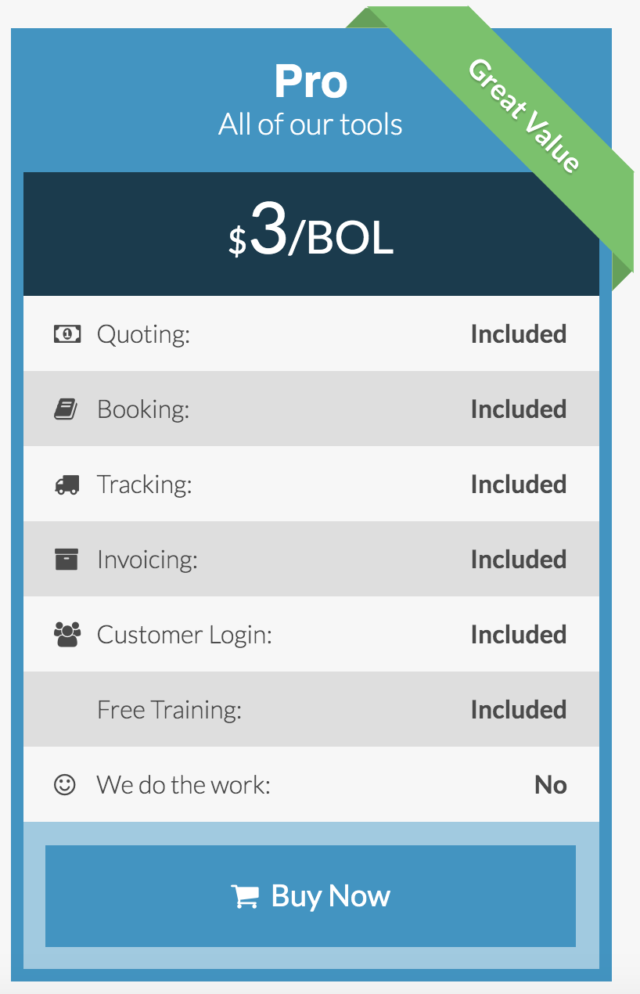 Pro
All of our tools
Great Value
$3/BOL
Quoting: Included
Booking: Included
Tracking: Included
Invoicing: Included
Customer Login: Included
Free Training: Included
We do the work: No
Buy Now